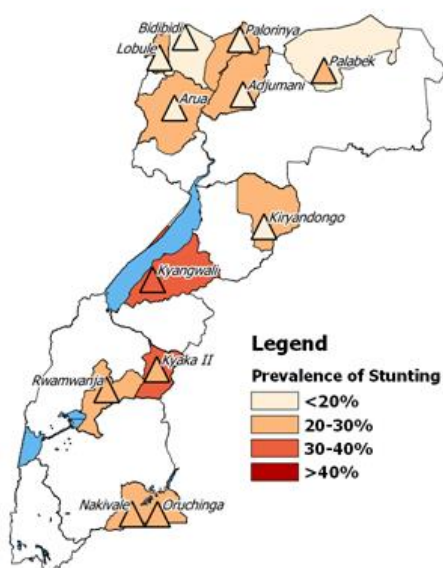 Bidibidi
Palorinya
Lobule
Palabek
Adjumani
Arua
Kiryandongo
Kyangwali
Legend
Kyaka II
Prevalence of Stunting
Rwamwanja
<20%
20-30%
30-40%
>40%
Nakivale
Oruchinga